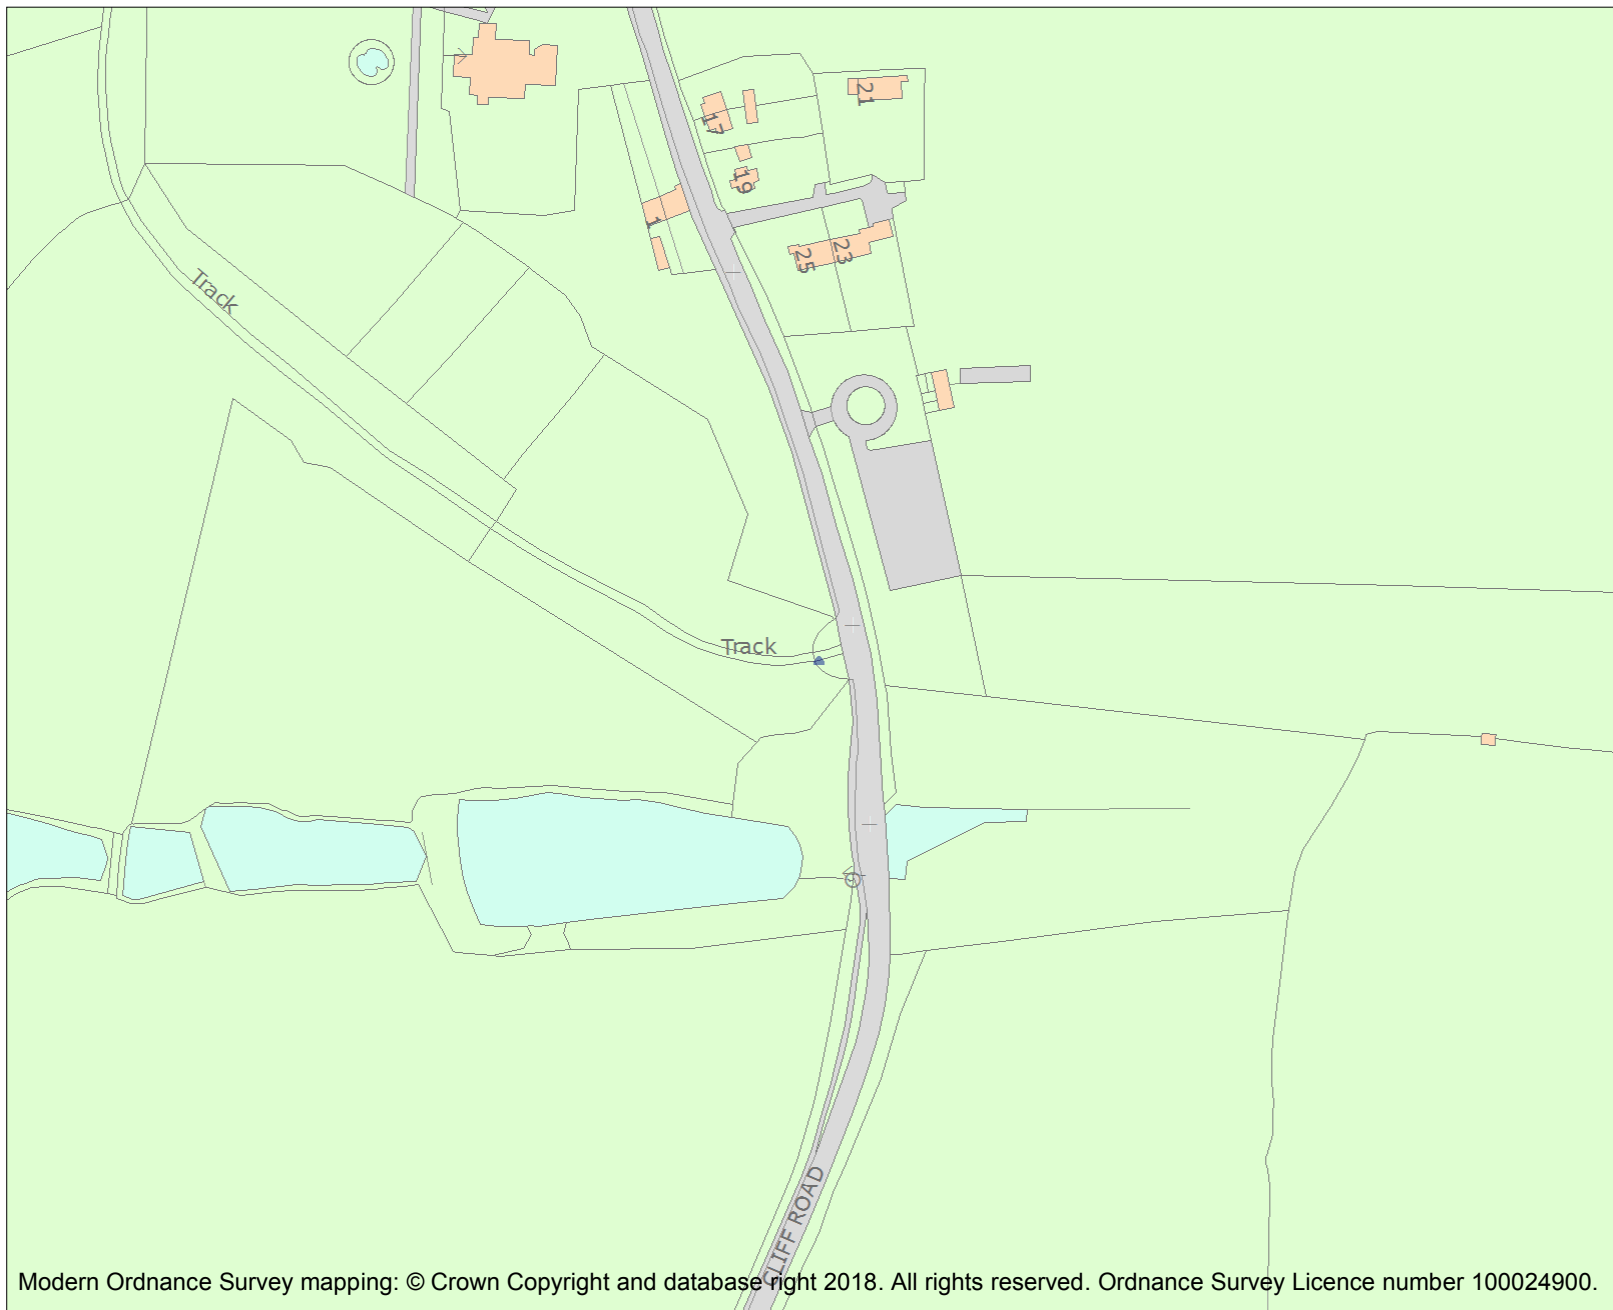 21
17
19
1
23
25
Track
Track
CLIFF ROAD
Modern Ordnance Survey mapping: © Crown Copyright and database right 2018. All rights reserved. Ordnance Survey Licence number 100024900.